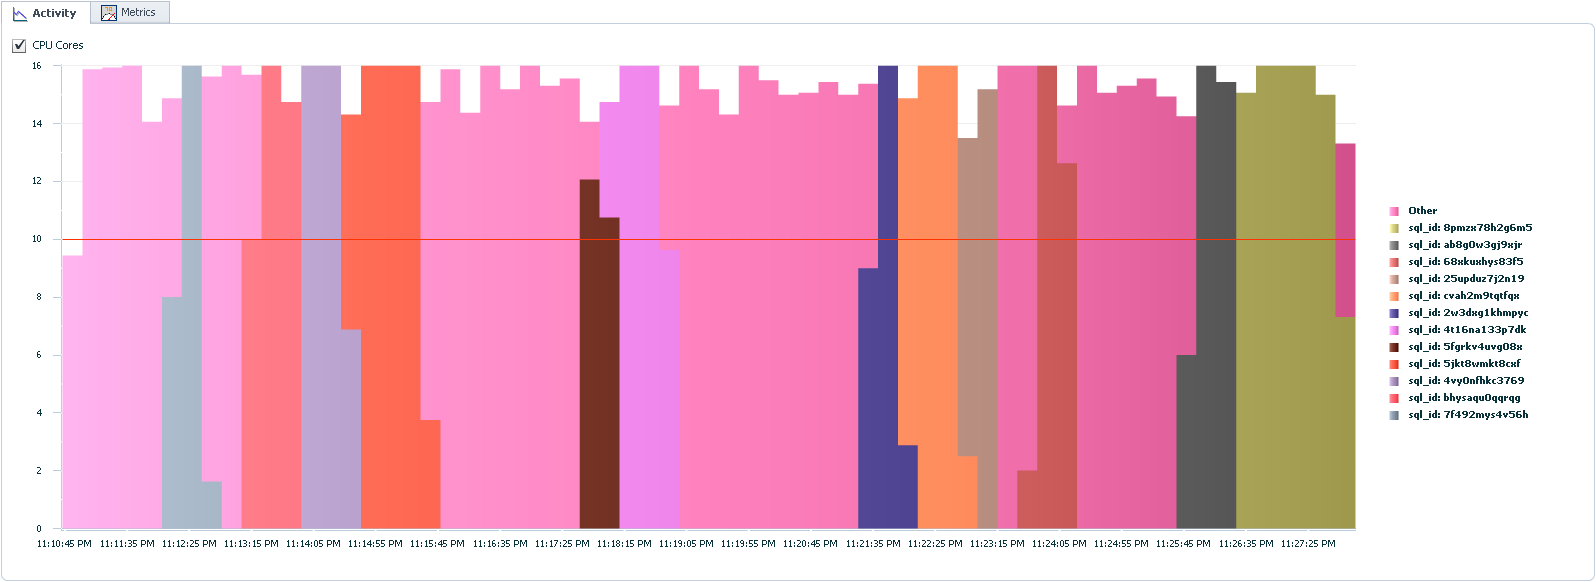 Activity
Metrics
CPU Cores
16
14
12
10
8
6
4
2
0
11:10:45 PM 11:11:35 PM 11:12:25 PM 11:13:15 PM 11:14:05 PM 11:14:55 PM 11:15:45 PM 11:16:35 PM 11:17:25 PM 11:18:15 PM 11:19:05 PM 11:19:55 PM 11:20:45 PM 11:21:35 PM 11:22:25 PM 11:23:15 PM 11:24:05 PM 11:24:55 PM 11:25:45 PM 11:26:35 PM 11:27:25 PM
Other
sql_id: 8pmzx78h2g6m5
sql_id: ab8g0w3gj9xjr
sql_id: 68xkuxhys83f5
sql_id: 25upduz7j2n19
sql_id: cvah2m9tqtfqx
sql_id: 2w3dxg1khmpyc
sql_id: 4t16na133p7dk
sql_id: 5fgrkv4uvg08x
sql_id: 5jkt8wmkt8cxf
sql_id: 4vy0nfhkc3769
sql_id: bhysaqu0qqrqg
sql_id: 7f492mys4v56h